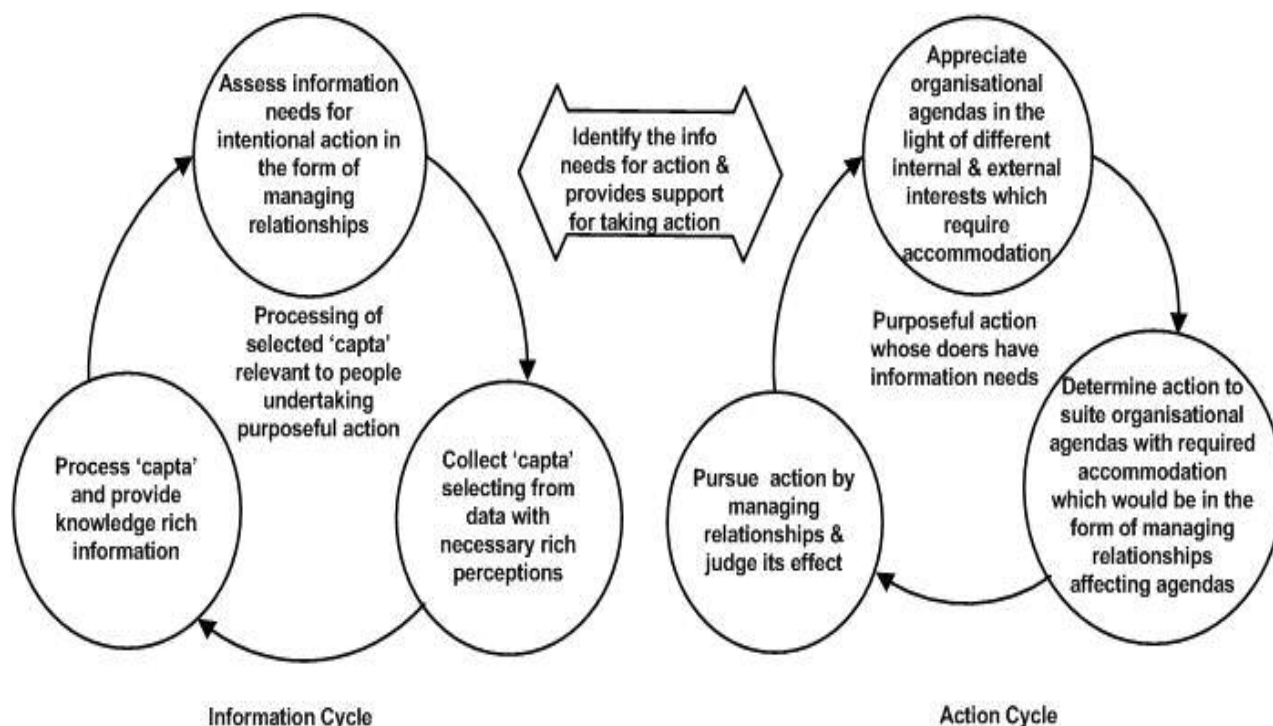 Assess information
needs for
intentional action in
the form of
managing
relationships
Processing of
selected ‘capta’
relevant to people
undertaking
purposeful action
Process ‘capta’
and provide
knowledge rich
information
Collect ‘capta’
selecting from
data with
necessary rich
perceptions
Information Cycle
Identify the info
needs for action &
provides support
for taking action
Appreciate
organisational
agendas in the
light of different
internal & external
interests which
require
accommodation
Purposeful action
whose doers have
information needs
Determine action to
suite organisational
agendas with required
accommodation
which would be in the
form of managing
relationships
affecting agendas
Pursue action by
managing
relationships &
judge its effect
Action Cycle